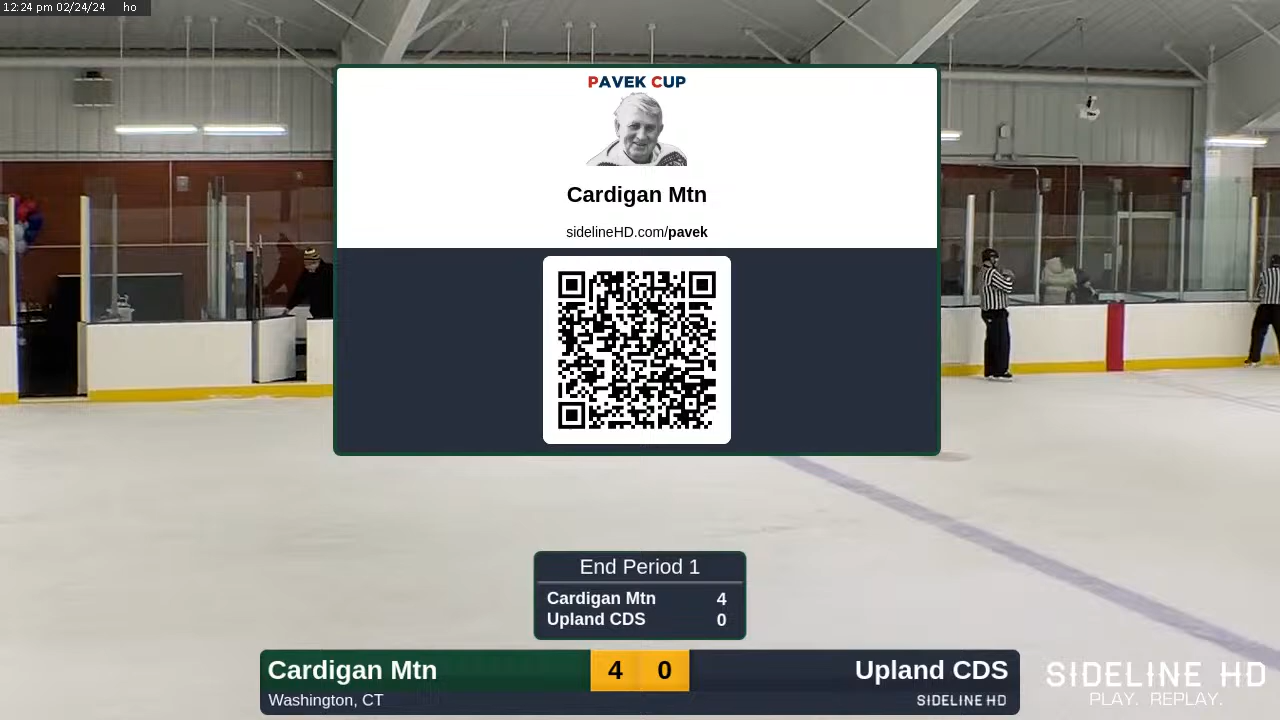 12:24 pm 02/24/24 ho
PAVEK CUP
Cardigan Mtn
sidelineHD.com/pavek
End Period 1
Cardigan Mtn 4
Upland CDS 0
Cardigan Mtn 4 0 Upland CDS
Washington, CT SIDELINE HD
SIDELINE HD
PLAY. REPLAY.